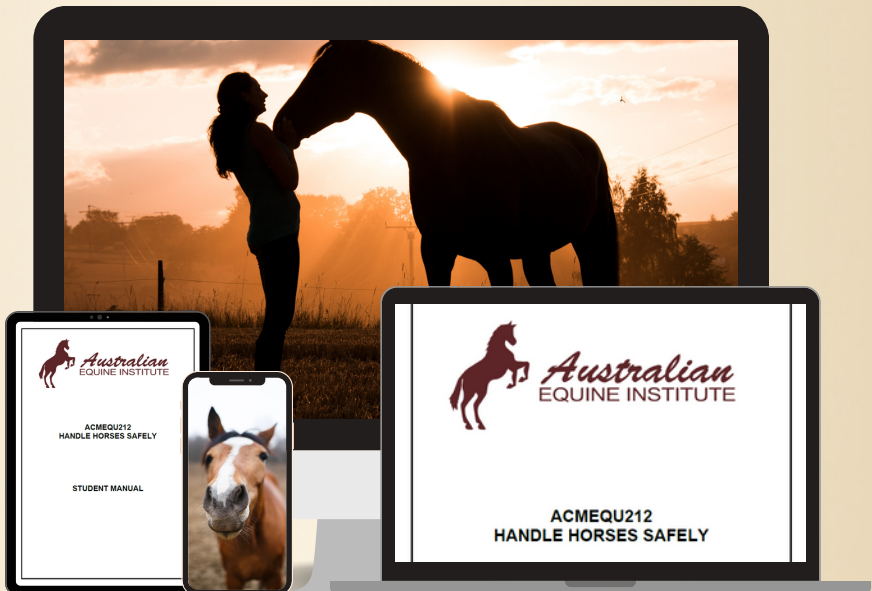 Australian
EQUINE INSTITUTE
ACMEQU212
HANDLE HORSES SAFELY
STUDENT MANUAL
Australian
EQUINE INSTITUTE
ACMEQU212
HANDLE HORSES SAFELY